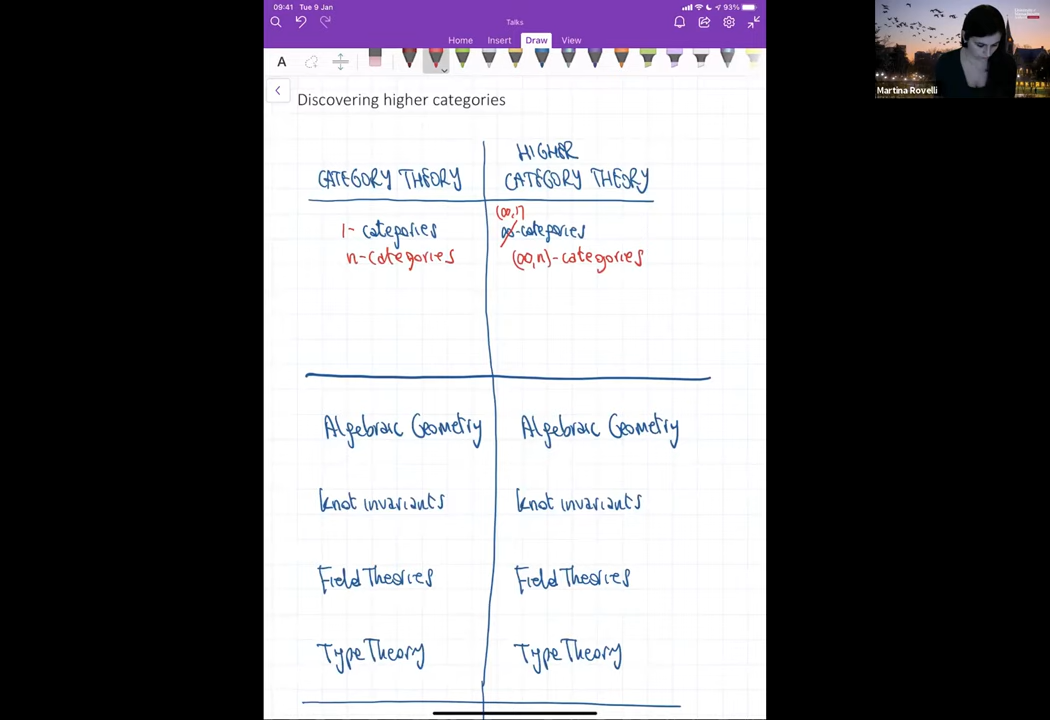 09:41 Tue 9 Jan
93%
Talks
Home Insert Draw View
A
Discovering higher categories
CATEGORY THEORY
HIGHER
CATEGORY THEORY
1- categories
(∞,1)
∞-categories
n-categories
(∞,n)-categories
Algebraic Geometry
Algebraic Geometry
knot invariants
knot invariants
Field Theories
Field Theories
Type Theory
Type Theory
Martina Rovelli